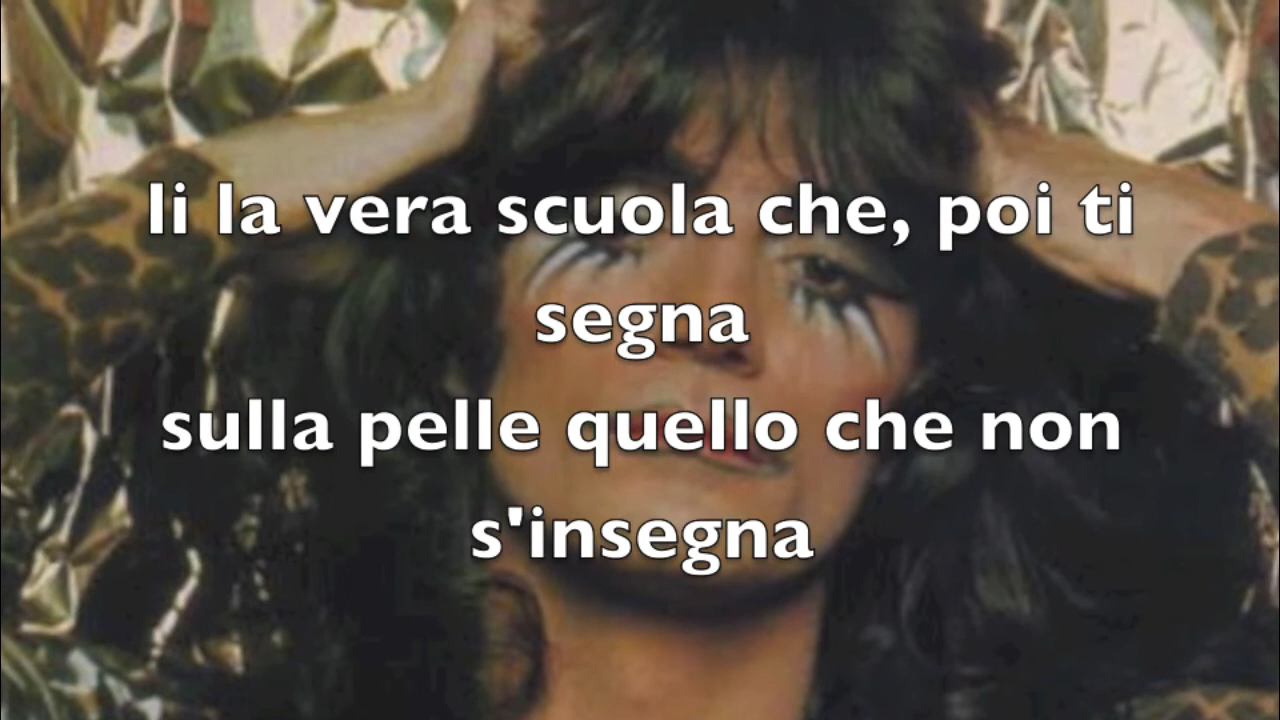 li la vera scuola che, poi ti
segna
sulla pelle quello che non
s'insegna